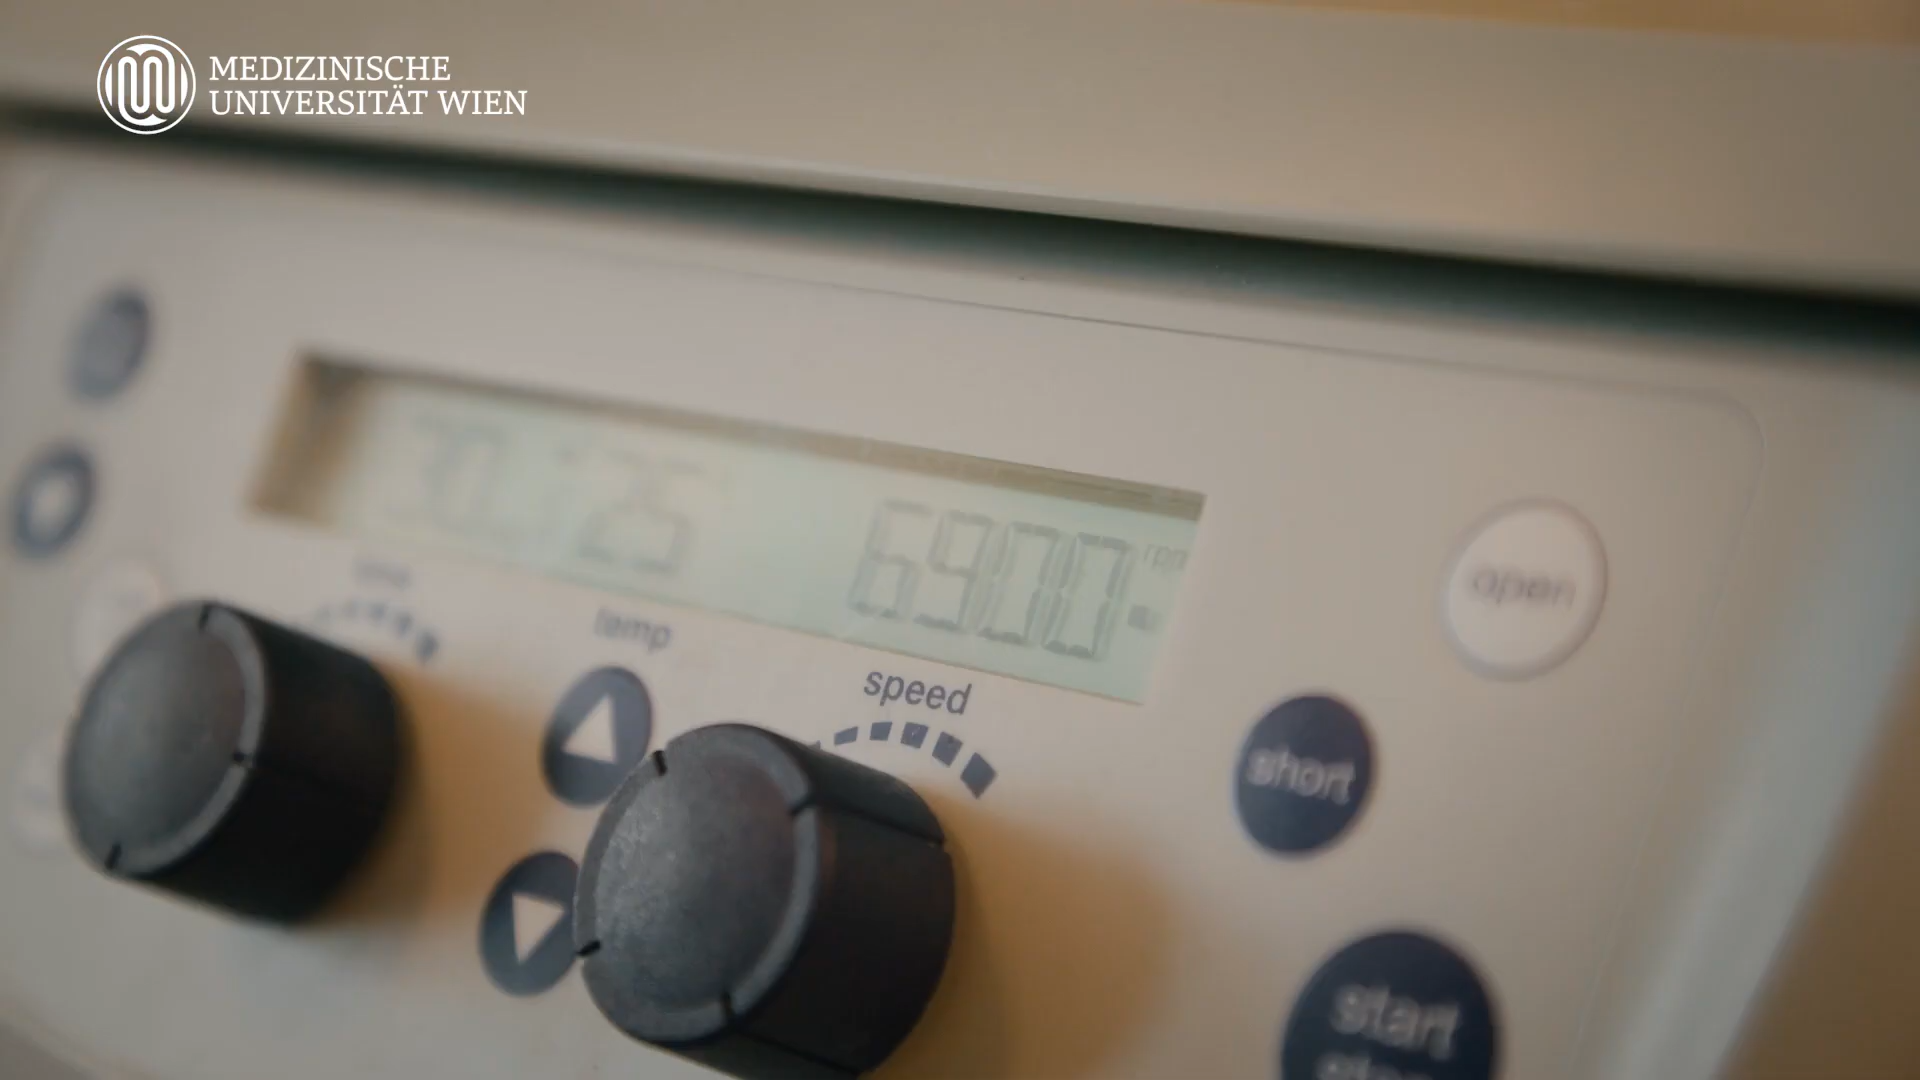 MEDIZINISCHE
UNIVERSITÄT WIEN
25
6900
rpm
open
temp
speed
short
start